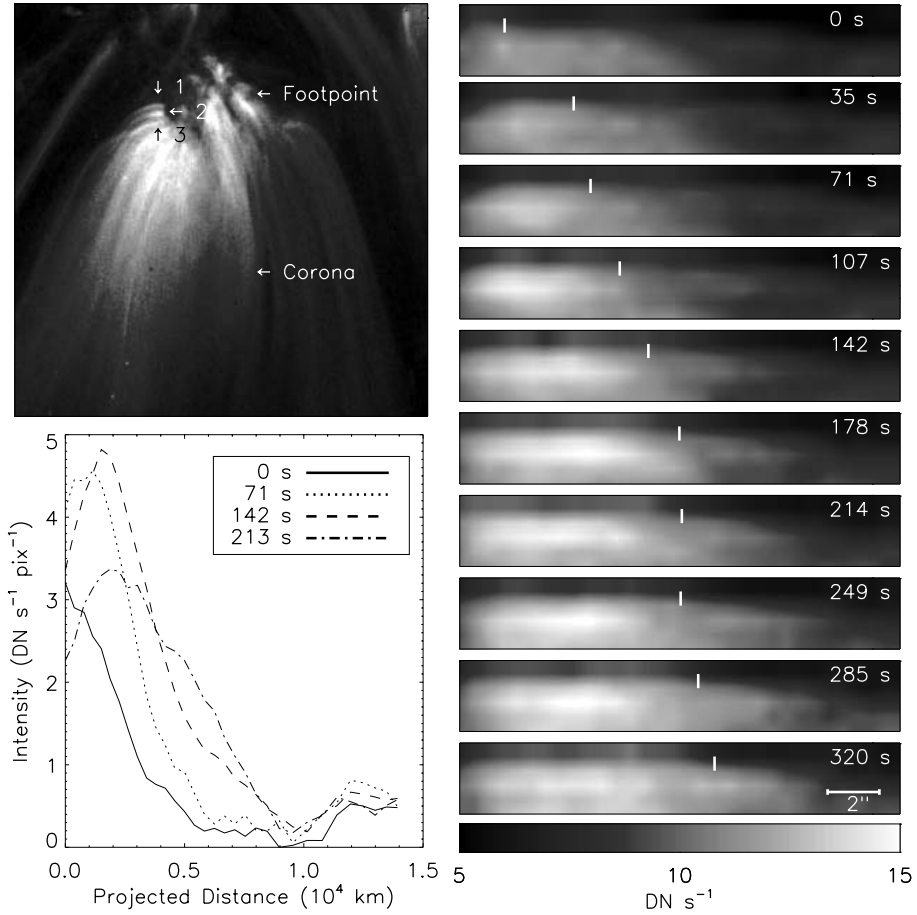 ↓ 1
← 2
↑ 3
← Footpoint
← Corona
5
4
3
2
1
0
Intensity (DN s⁻¹ pix⁻¹)
0 s
71 s
142 s
213 s
0.0 0.5 1.0 1.5
Projected Distance (10⁴ km)
0 s
35 s
71 s
107 s
142 s
178 s
214 s
249 s
285 s
320 s
2''
5 10 15
DN s⁻¹